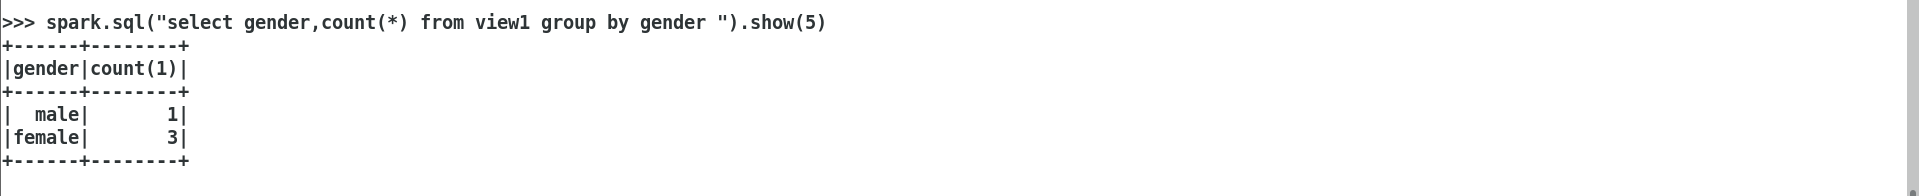 >>> spark.sql("select gender,count(*) from view1 group by gender ").show(5)
+------+--------+
|gender|count(1)|
+------+--------+
|  male|       1|
|female|       3|
+------+--------+